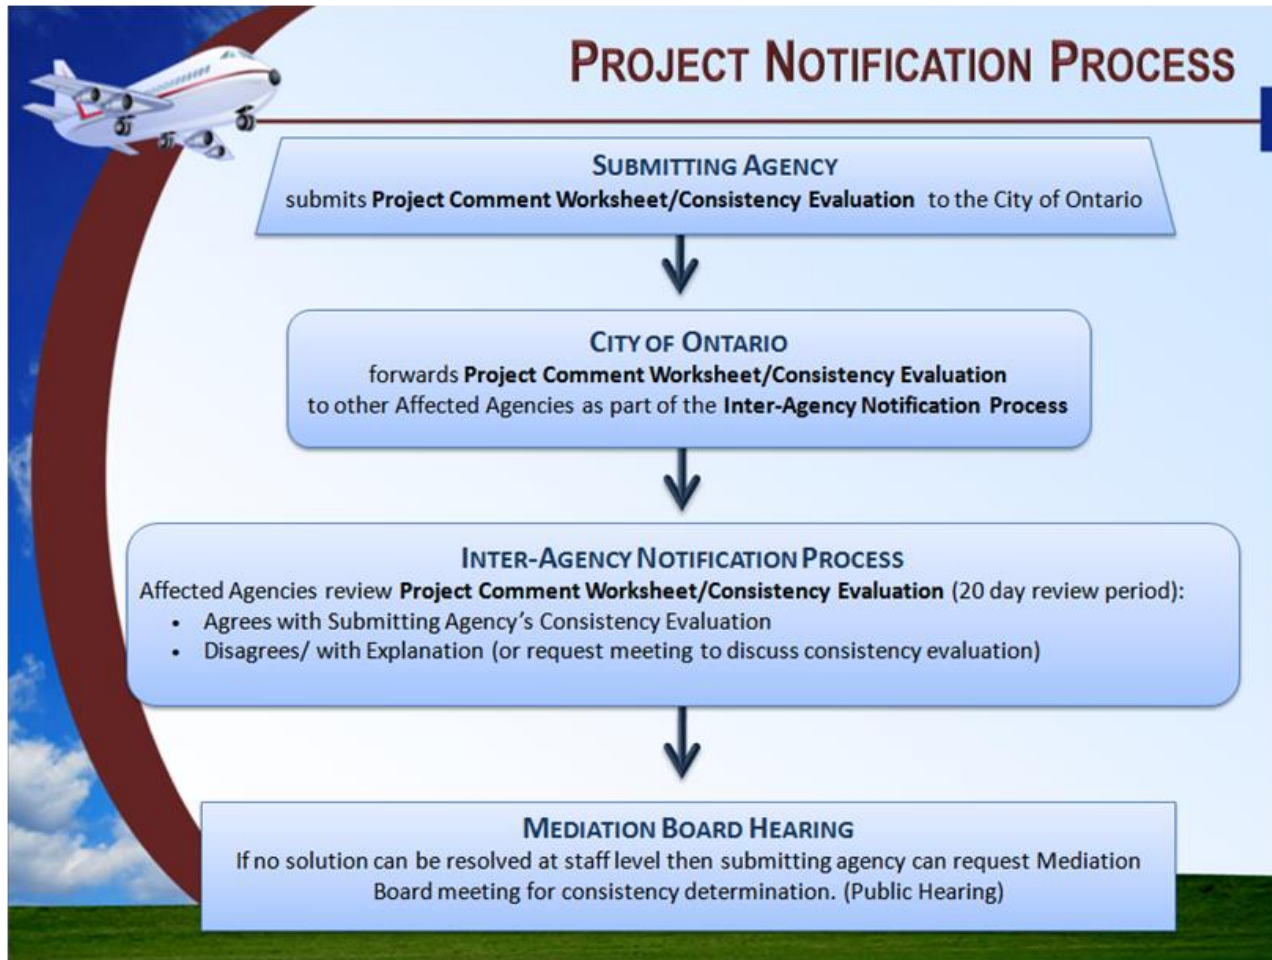 PROJECT NOTIFICATION PROCESS
SUBMITTING AGENCY
submits Project Comment Worksheet/Consistency Evaluation to the City of Ontario
CITY OF ONTARIO
forwards Project Comment Worksheet/Consistency Evaluation
to other Affected Agencies as part of the Inter-Agency Notification Process
INTER-AGENCY NOTIFICATION PROCESS
Affected Agencies review Project Comment Worksheet/Consistency Evaluation (20 day review period):
• Agrees with Submitting Agency's Consistency Evaluation
• Disagrees/ with Explanation (or request meeting to discuss consistency evaluation)
MEDIATION BOARD HEARING
If no solution can be resolved at staff level then submitting agency can request Mediation
Board meeting for consistency determination. (Public Hearing)